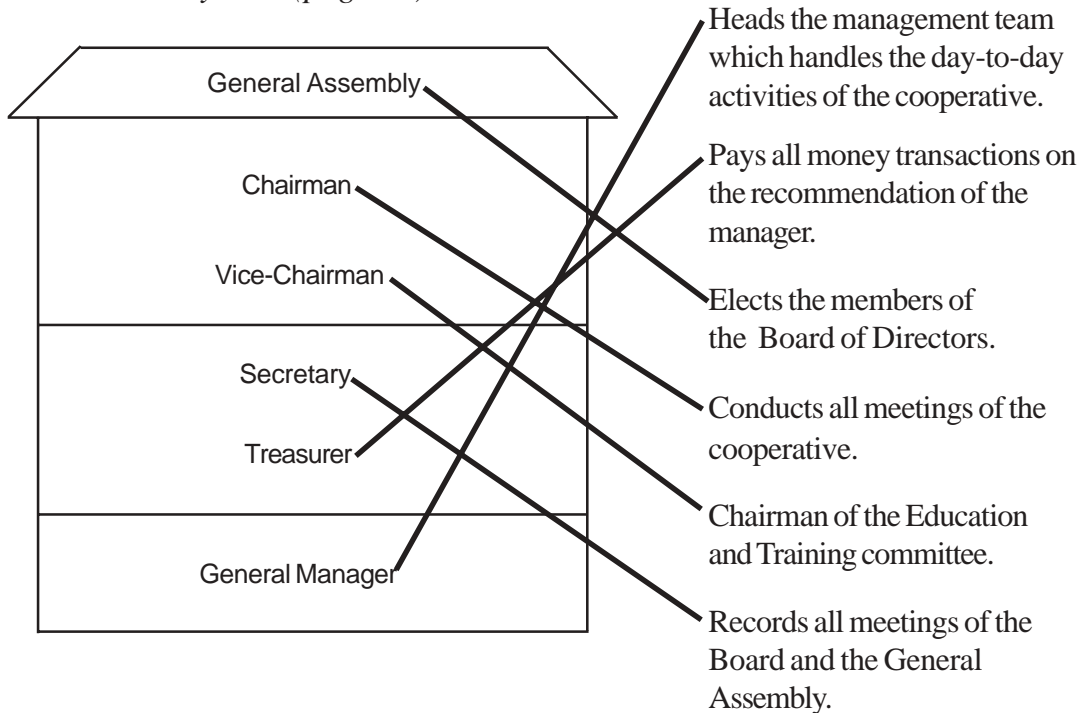 General Assembly
Chairman
Vice-Chairman
Secretary
Treasurer
General Manager
Heads the management team
which handles the day-to-day
activities of the cooperative.
Pays all money transactions on
the recommendation of the
manager.
Elects the members of
the Board of Directors.
Conducts all meetings of the
cooperative.
Chairman of the Education
and Training committee.
Records all meetings of the
Board and the General
Assembly.